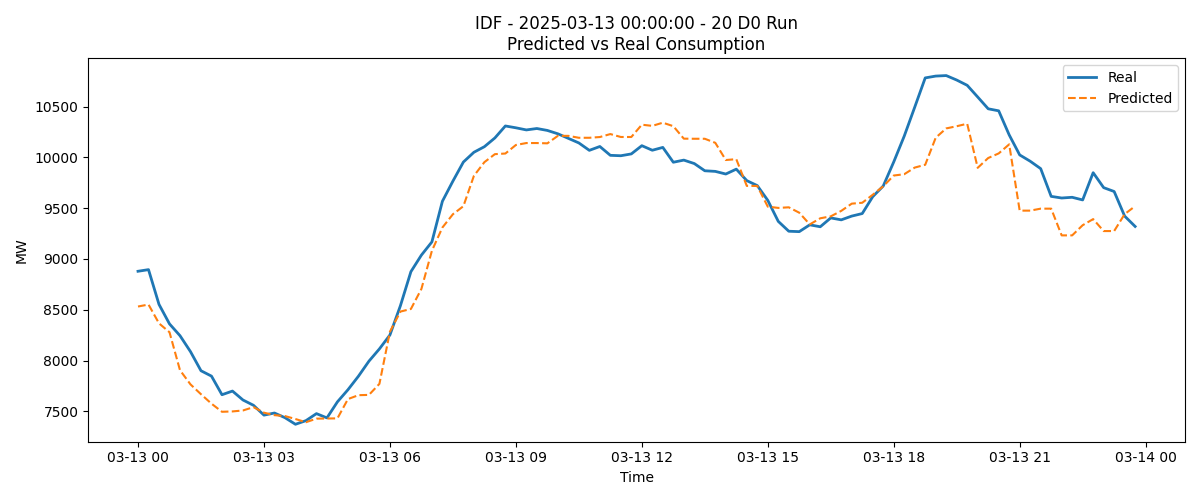 IDF - 2025-03-13 00:00:00 - 20 D0 Run
Predicted vs Real Consumption
Real
Predicted
MW
10500
10000
9500
9000
8500
8000
7500
03-13 00
03-13 03
03-13 06
03-13 09
03-13 12
03-13 15
03-13 18
03-13 21
03-14 00
Time